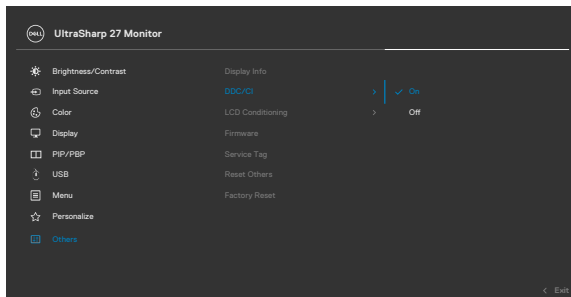 DELL UltraSharp 27 Monitor
Brightness/Contrast Display Info
Input Source DDC/CI > ✓ On
Color LCD Conditioning > Off
Display Firmware
PIP/PBP Service Tag
USB Reset Others
Menu Factory Reset
Personalize
Others
< Exit